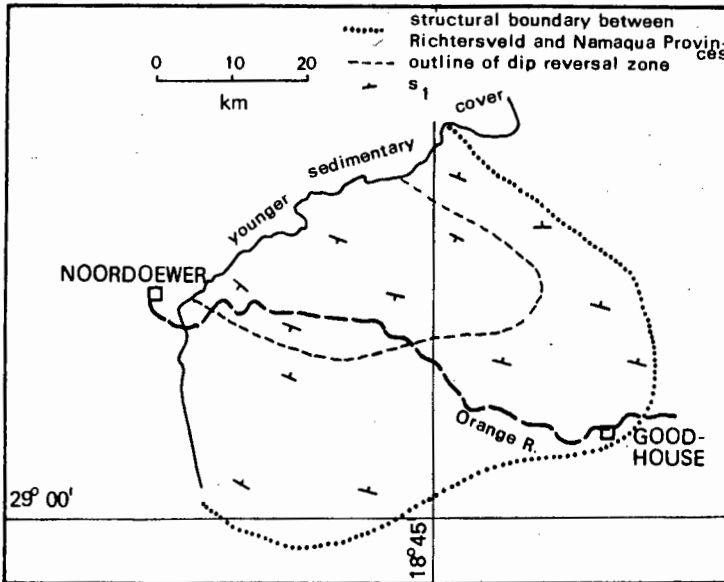 structural boundary between
Richtersveld and Namaqua Provinces
outline of dip reversal zone
s1
0 10 20
km
cover
sedimentary
younger
NOORDOEWER
Orange R.
GOOD-
HOUSE
29° 00'
18°45'